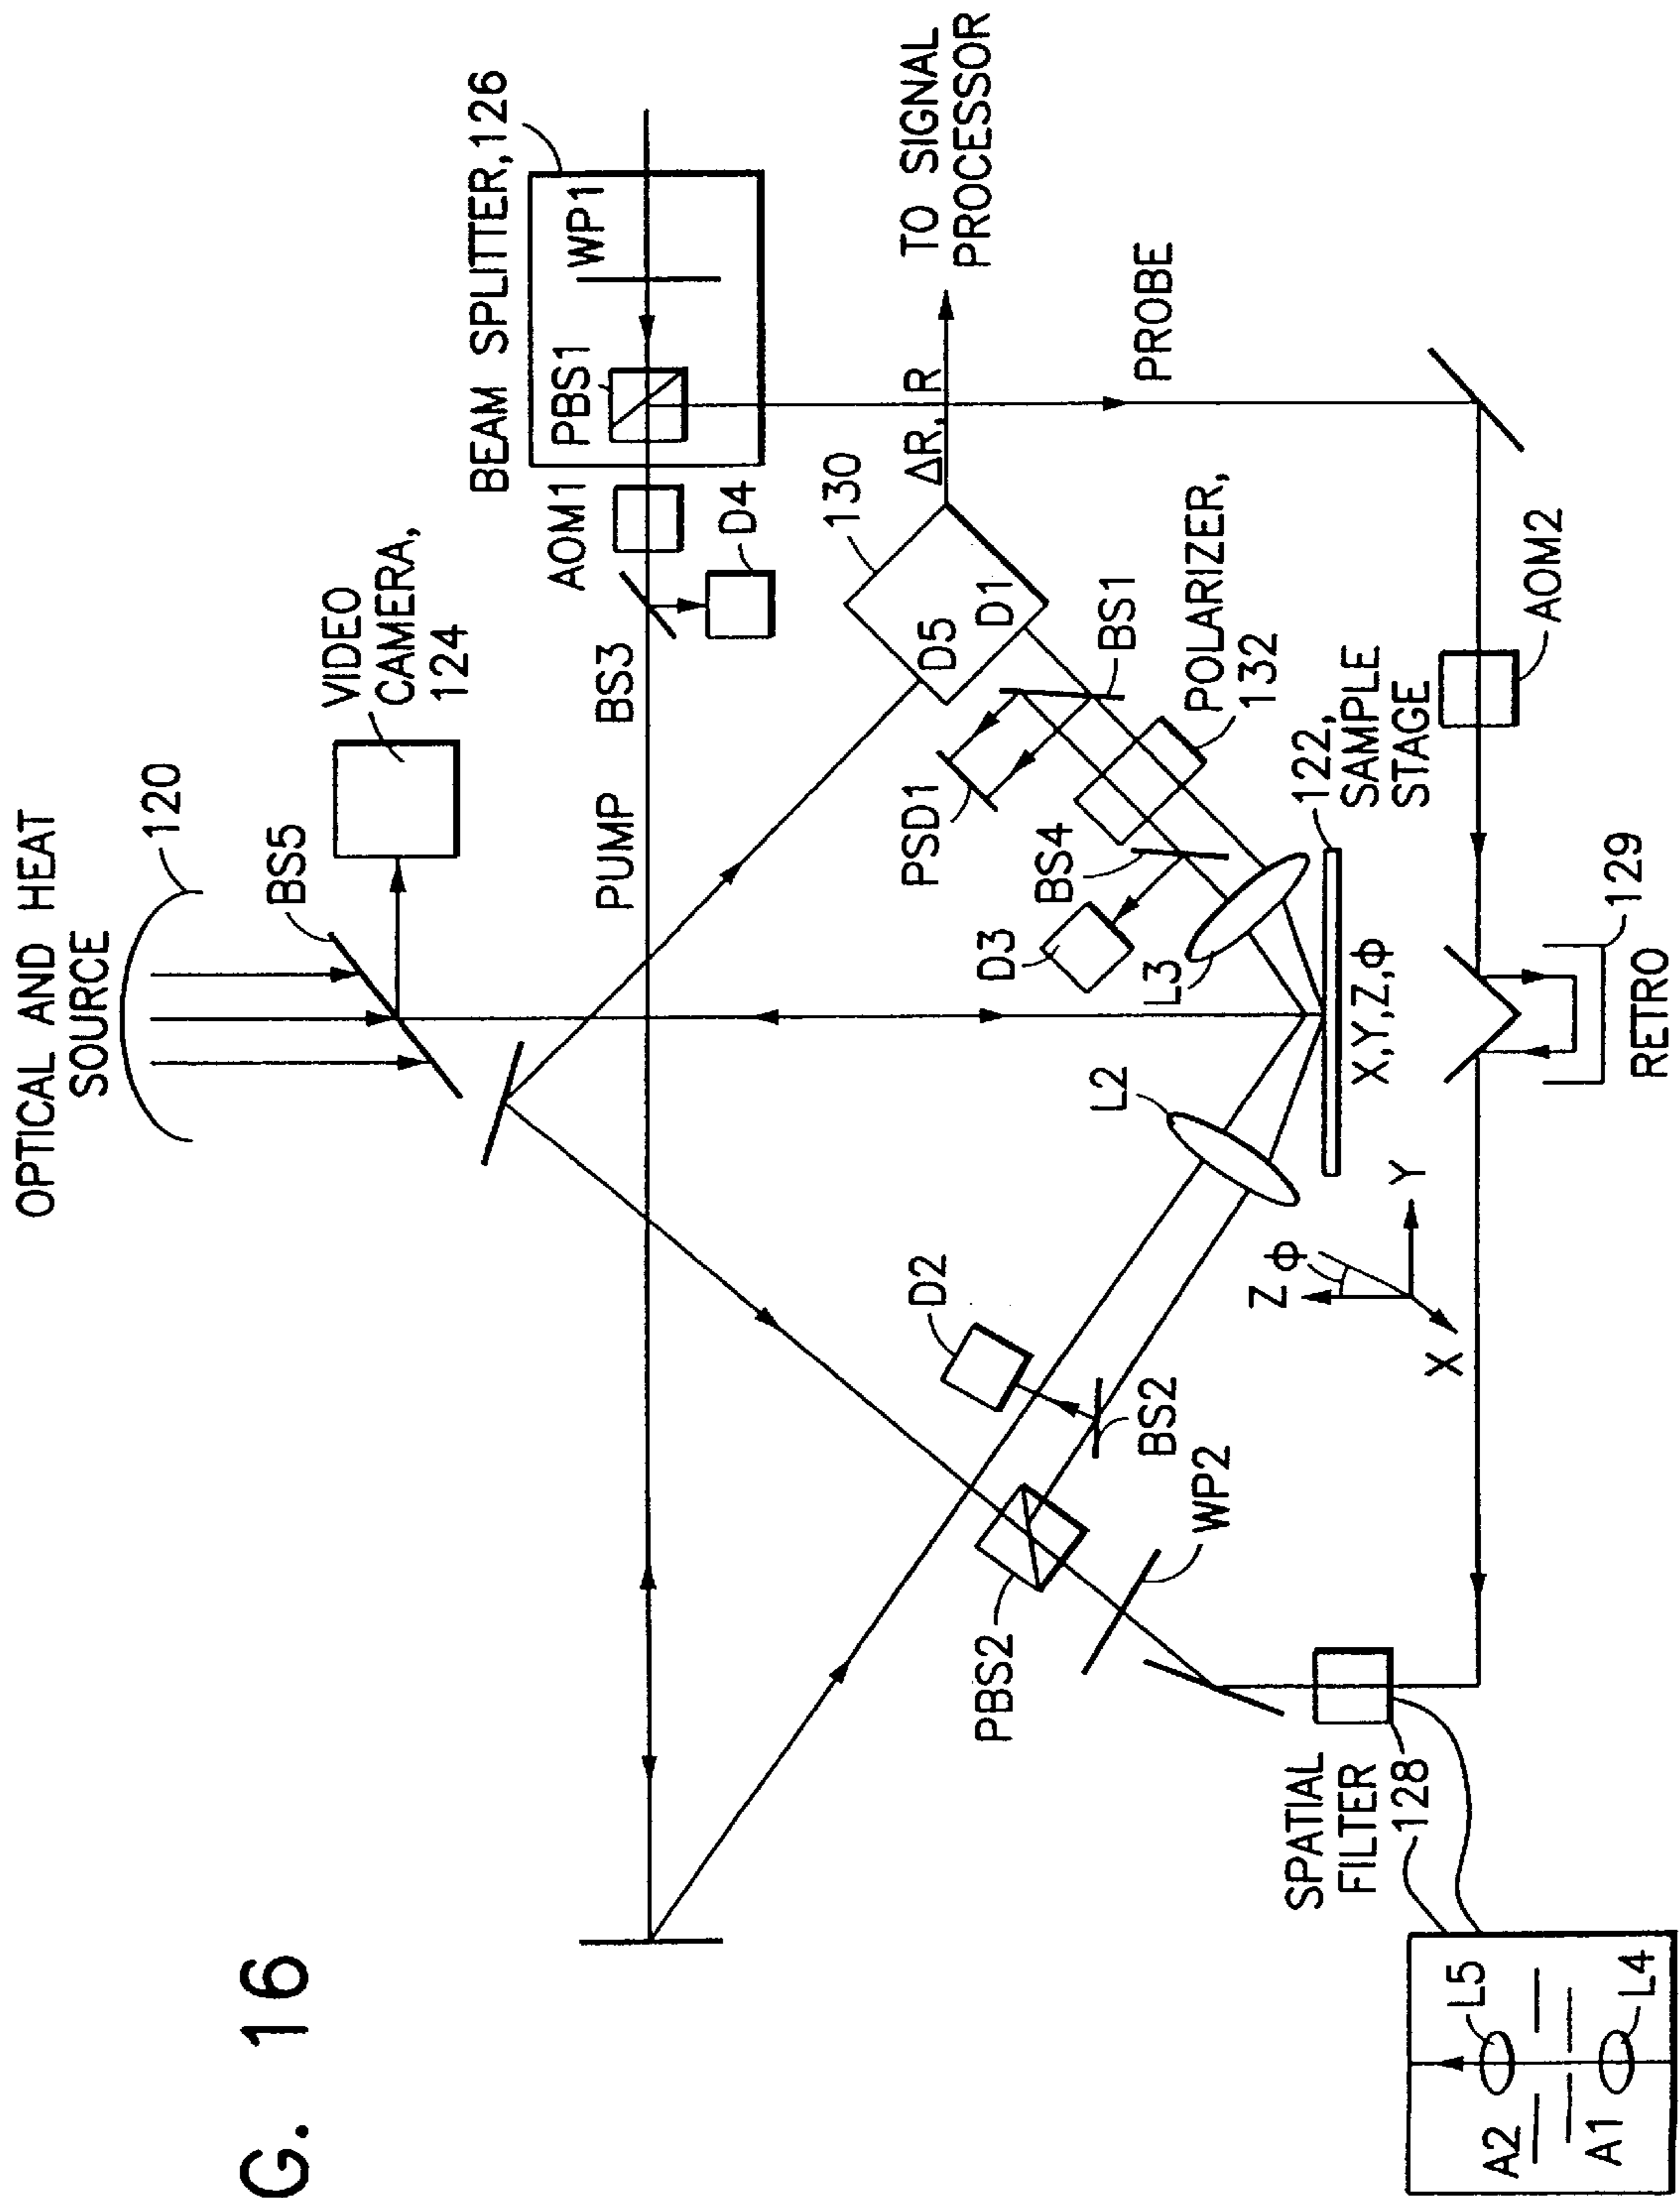 G. 16
OPTICAL AND HEAT
SOURCE
120
BS5
VIDEO
CAMERA,
124
BEAM SPLITTER,126
WP1
PBS1
AOM1
D4
BS3
PUMP
TO SIGNAL
PROCESSOR
ΔR, R
130
D5
D1
PROBE
BS1
POLARIZER,
132
PSD1
BS4
D3
L3
122,
SAMPLE
STAGE
AOM2
X,Y,Z,ϕ
129
RETRO
L2
D2
BS2
WP2
PBS2
Z
ϕ
Y
X
SPATIAL
FILTER
128
L5
A2
A1
L4